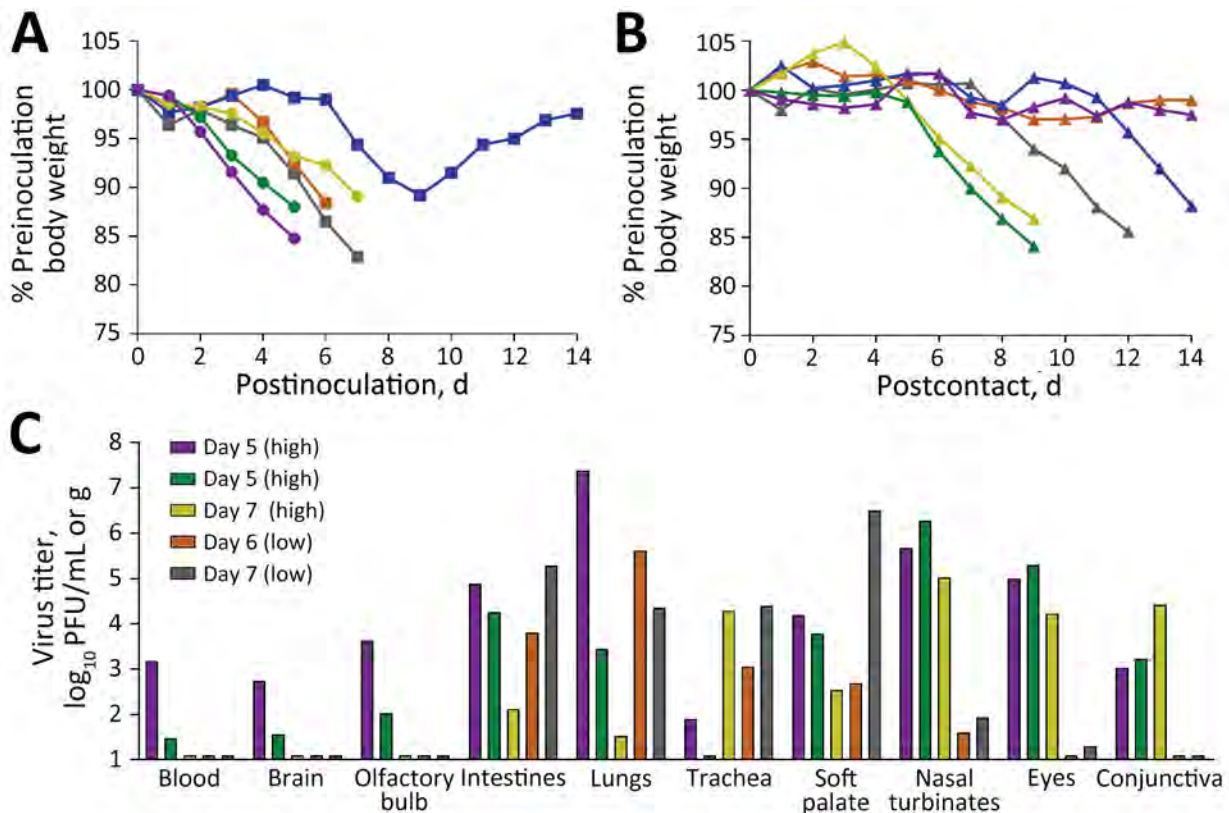 A
B
105
100
95
90
85
80
75
% Preinoculation
body weight
0 2 4 6 8 10 12 14
Postinoculation, d
105
100
95
90
85
80
75
% Preinoculation
body weight
0 2 4 6 8 10 12 14
Postcontact, d
C
8
7
6
5
4
3
2
1
Virus titer,
log10 PFU/mL or g
Day 5 (high)
Day 5 (high)
Day 7 (high)
Day 6 (low)
Day 7 (low)
Blood
Brain
Olfactory
bulb
Intestines
Lungs
Trachea
Soft
palate
Nasal
turbinates
Eyes
Conjunctiva